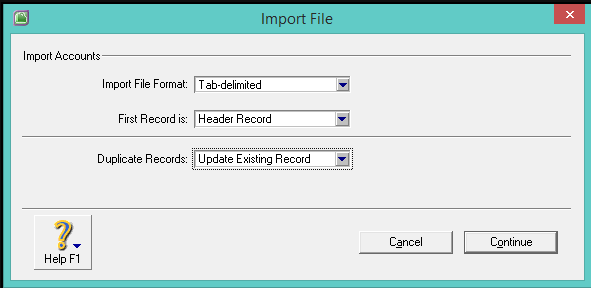 Import File
Import Accounts
Import File Format: Tab-delimited
First Record is: Header Record
Duplicate Records: Update Existing Record
Help F1
Cancel
Continue